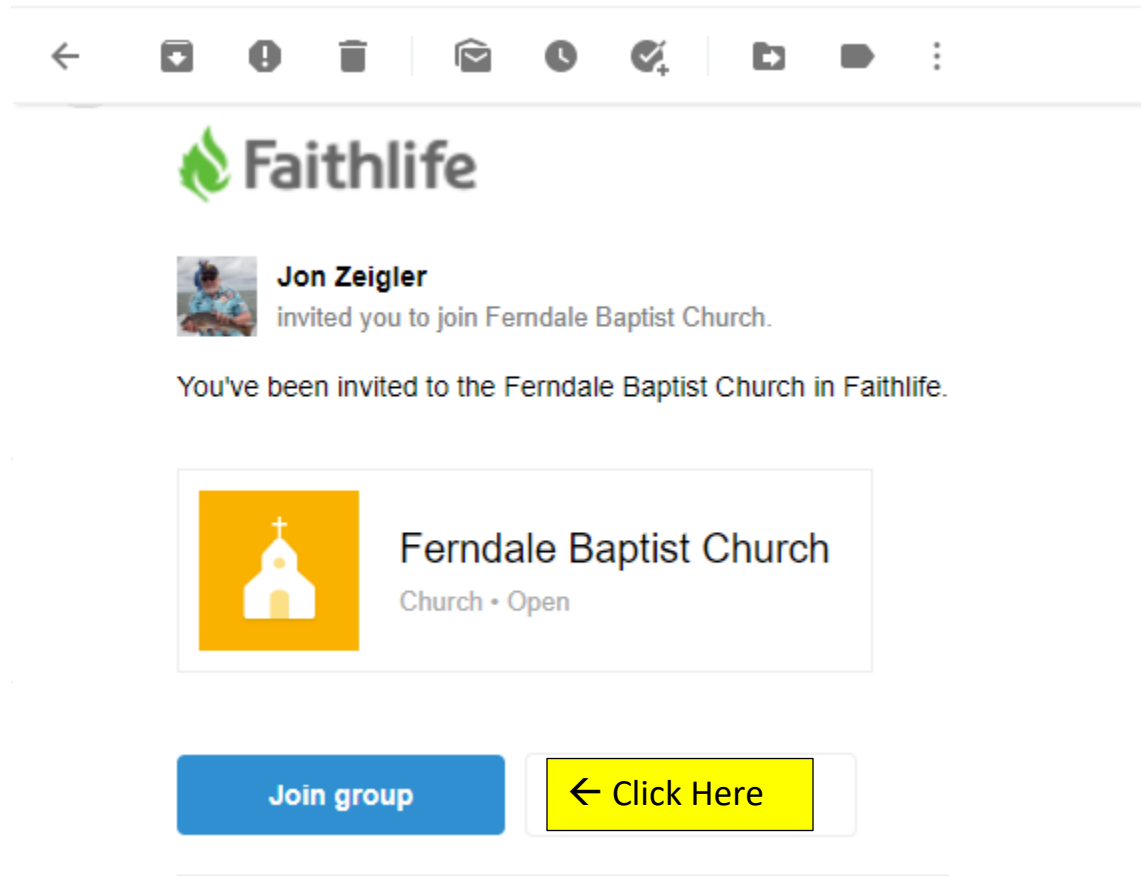 Faithlife
Jon Zeigler
invited you to join Ferndale Baptist Church.
You've been invited to the Ferndale Baptist Church in Faithlife.
Ferndale Baptist Church
Church • Open
Join group
← Click Here